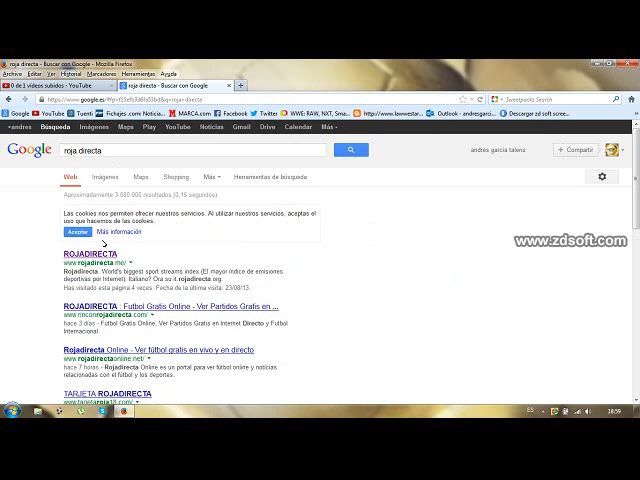 roja directa - Buscar con Google - Mozilla Firefox
Archivo Editar Ver Historial Marcadores Herramientas Ayuda
0 de 1 vídeos subidos - YouTube
roja directa - Buscar con Google
https://www.google.es/
Sweetpacks Search
Google
YouTube
Tuenti
Fichajes .com Noticias
MARCA.com
Facebook
Twitter
WWE: RAW, NXT, Sma...
http://www.lawwestar...
Outlook - andresgarci...
Descargar zd soft scree...
+andres Búsqueda Imágenes Maps Play YouTube Noticias Gmail Drive Calendar Más
Google
roja directa
andres garcia talens
+ Compartir
Web Imágenes Maps Shopping Más Herramientas de búsqueda
Aproximadamente 3.560.000 resultados (0,15 segundos)
Las cookies nos permiten ofrecer nuestros servicios. Al utilizar nuestros servicios, aceptas el
uso que hacemos de las cookies.
Aceptar Más información
www.zdsoft.com
ROJADIRECTA
www.rojadirecta.me/
Rojadirecta. World's biggest sport streams index (El mayor índice de emisiones
deportivas por Internet). Italiano? Ora su it.rojadirecta.org.
Has visitado esta página 4 veces. Fecha de la última visita: 23/08/13.
ROJADIRECTA : Futbol Gratis Online - Ver Partidos Gratis en ...
www.rinconrojadirecta.com/
hace 3 días - Futbol Gratis Online, Ver Partidos Gratis en Internet Directo y Futbol
Internacional.
Rojadirecta Online - Ver fútbol gratis en vivo y en directo
www.rojadirectaonline.net/
hace 7 horas - Rojadirecta Online es un portal para ver fútbol online y noticias
relacionadas con el fútbol y los deportes.
TARJETA ROJADIRECTA
www.tarjetaroja18.com/
ES
18:59